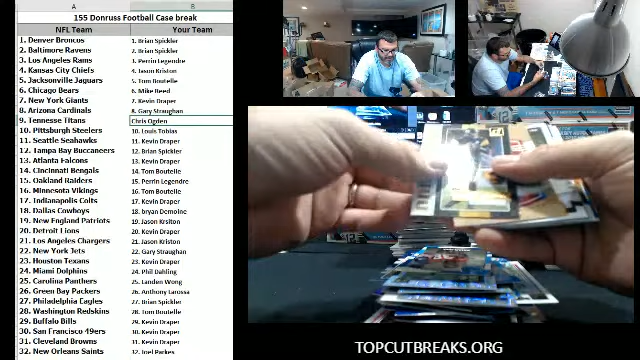 A B
155 Donruss Football Case break
NFL Team Your Team
1. Denver Broncos 1. Brian Spickler
2. Baltimore Ravens 2. Brian Spickler
3. Los Angeles Rams 3. Perrin Legendre
4. Kansas City Chiefs 4. Jason Kriston
5. Jacksonville Jaguars 5. Tom Boutelle
6. Chicago Bears 6. Mike Reed
7. New York Giants 7. Kevin Draper
8. Arizona Cardinals 8. Gary Straughan
9. Tennesse Titans Chris Ogden
10. Pittsburgh Steelers 10. Louis Tobias
11. Seattle Seahawks 11. Kevin Draper
12. Tampa Bay Buccaneers 12. Brian Spickler
13. Atlanta Falcons 13. Kevin Draper
14. Cincinnati Bengals 14. Tom Boutelle
15. Oakland Raiders 15. Perrin Legendre
16. Minnesota Vikings 16. Tom Boutelle
17. Indianapolis Colts 17. Kevin Draper
18. Dallas Cowboys 18. bryan Demoine
19. New England Patriots 19. Jason Krsiton
20. Detroit Lions 20. Kevin Draper
21. Los Angeles Chargers 21. Jason Kriston
22. New York Jets 22. Gary Straughan
23. Houston Texans 23. Kevin Draper
24. Miami Dolphins 24. Phil Dahling
25. Carolina Panthers 25. Landen Wong
26. Green Bay Packers 26. Anthony Larossa
27. Philadelphia Eagles 27. Brian Spickler
28. Washington Redskins 28. Tom Boutelle
29. Buffalo Bills 29. Kevin Draper
30. San Francisco 49ers 30. Kevin Draper
31. Cleveland Browns 31. Kevin Draper
32. New Orleans Saints 32. Joel Parkes
TOPCUTBREAKS.ORG